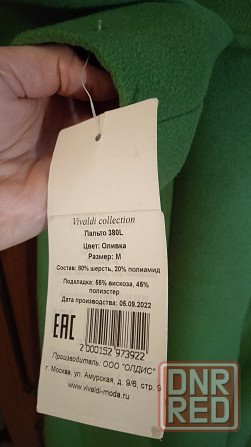 Vivaldi collection
Пальто 380L
Цвет: Оливка
Размер: M
Состав: 80% шерсть, 20% полиамид
Подкладка: 55% вискоза, 45%
полиэстер
Дата производства: 05.09.2022
EAC
2 000152 973922
Производитель: ООО "ОЛДИС"
г. Москва, ул. Амурская, д. 9/6, стр. 9
www.vivaldi-moda.ru
DNR
RED